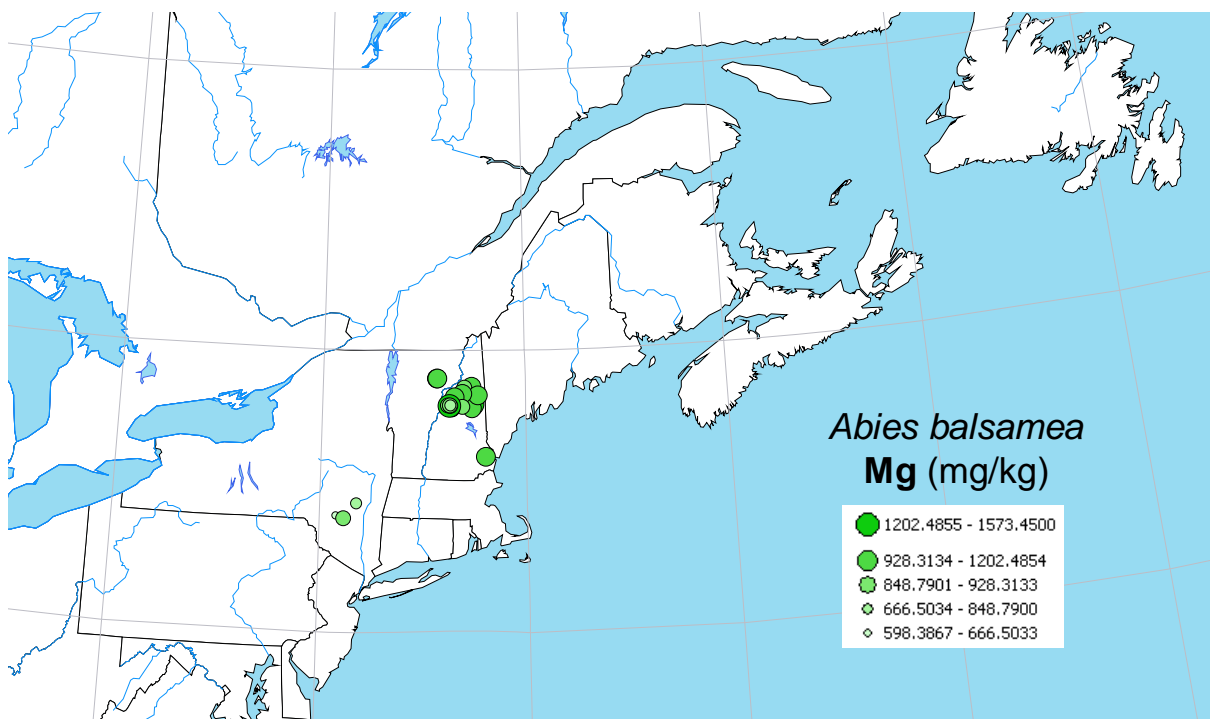 Abies balsamea
Mg (mg/kg)
1202.4855 - 1573.4500
928.3134 - 1202.4854
848.7901 - 928.3133
666.5034 - 848.7900
598.3867 - 666.5033